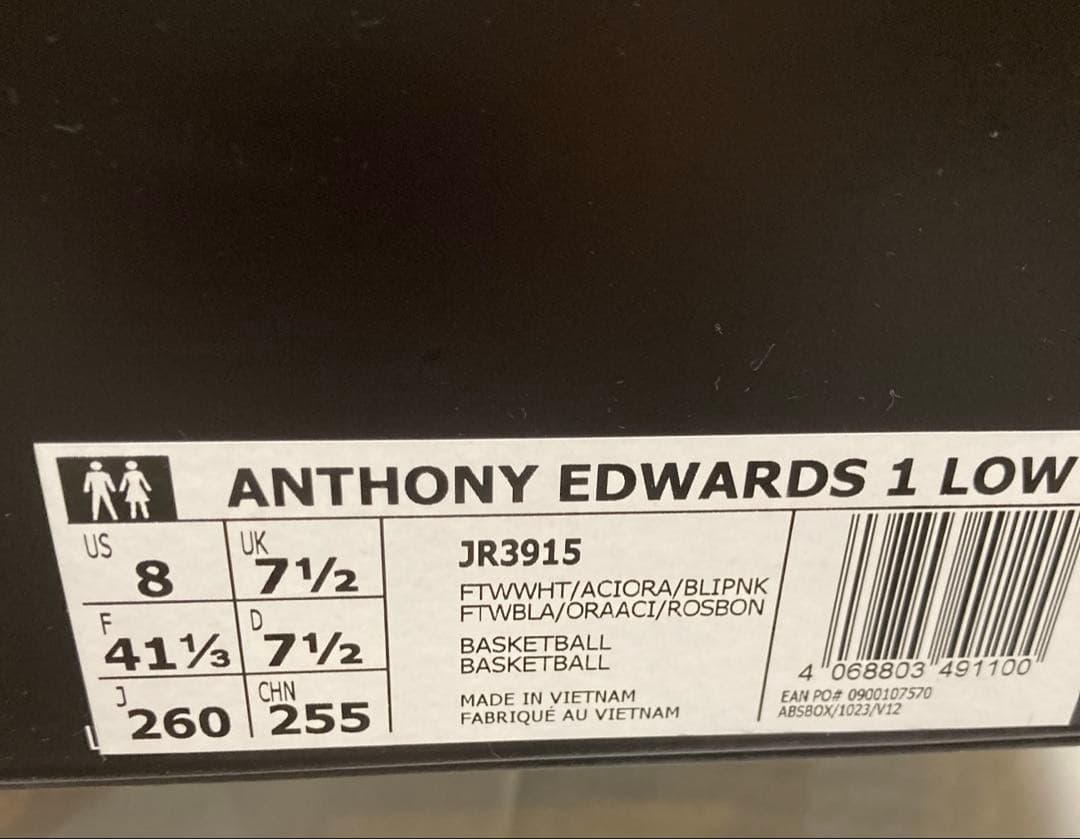 ANTHONY EDWARDS 1 LOW
US 8
UK 7½
F 41⅓
D 7½
J 260
CHN 255
JR3915
FTWWHT/ACIORA/BLIPNK
FTWBLA/ORAACI/ROSBON
BASKETBALL
BASKETBALL
MADE IN VIETNAM
FABRIQUÉ AU VIETNAM
4 068803 491100
EAN PO# 0900107570
ABSBOX/1023/V12